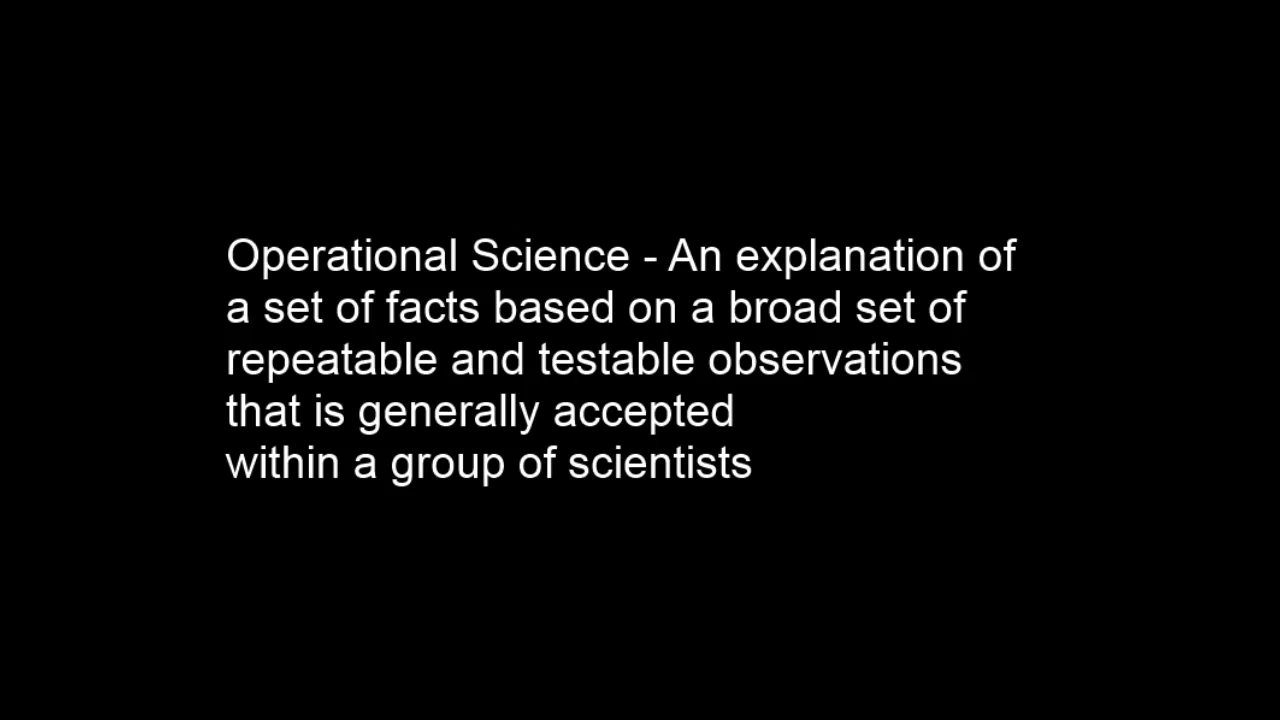 Operational Science - An explanation of
a set of facts based on a broad set of
repeatable and testable observations
that is generally accepted
within a group of scientists